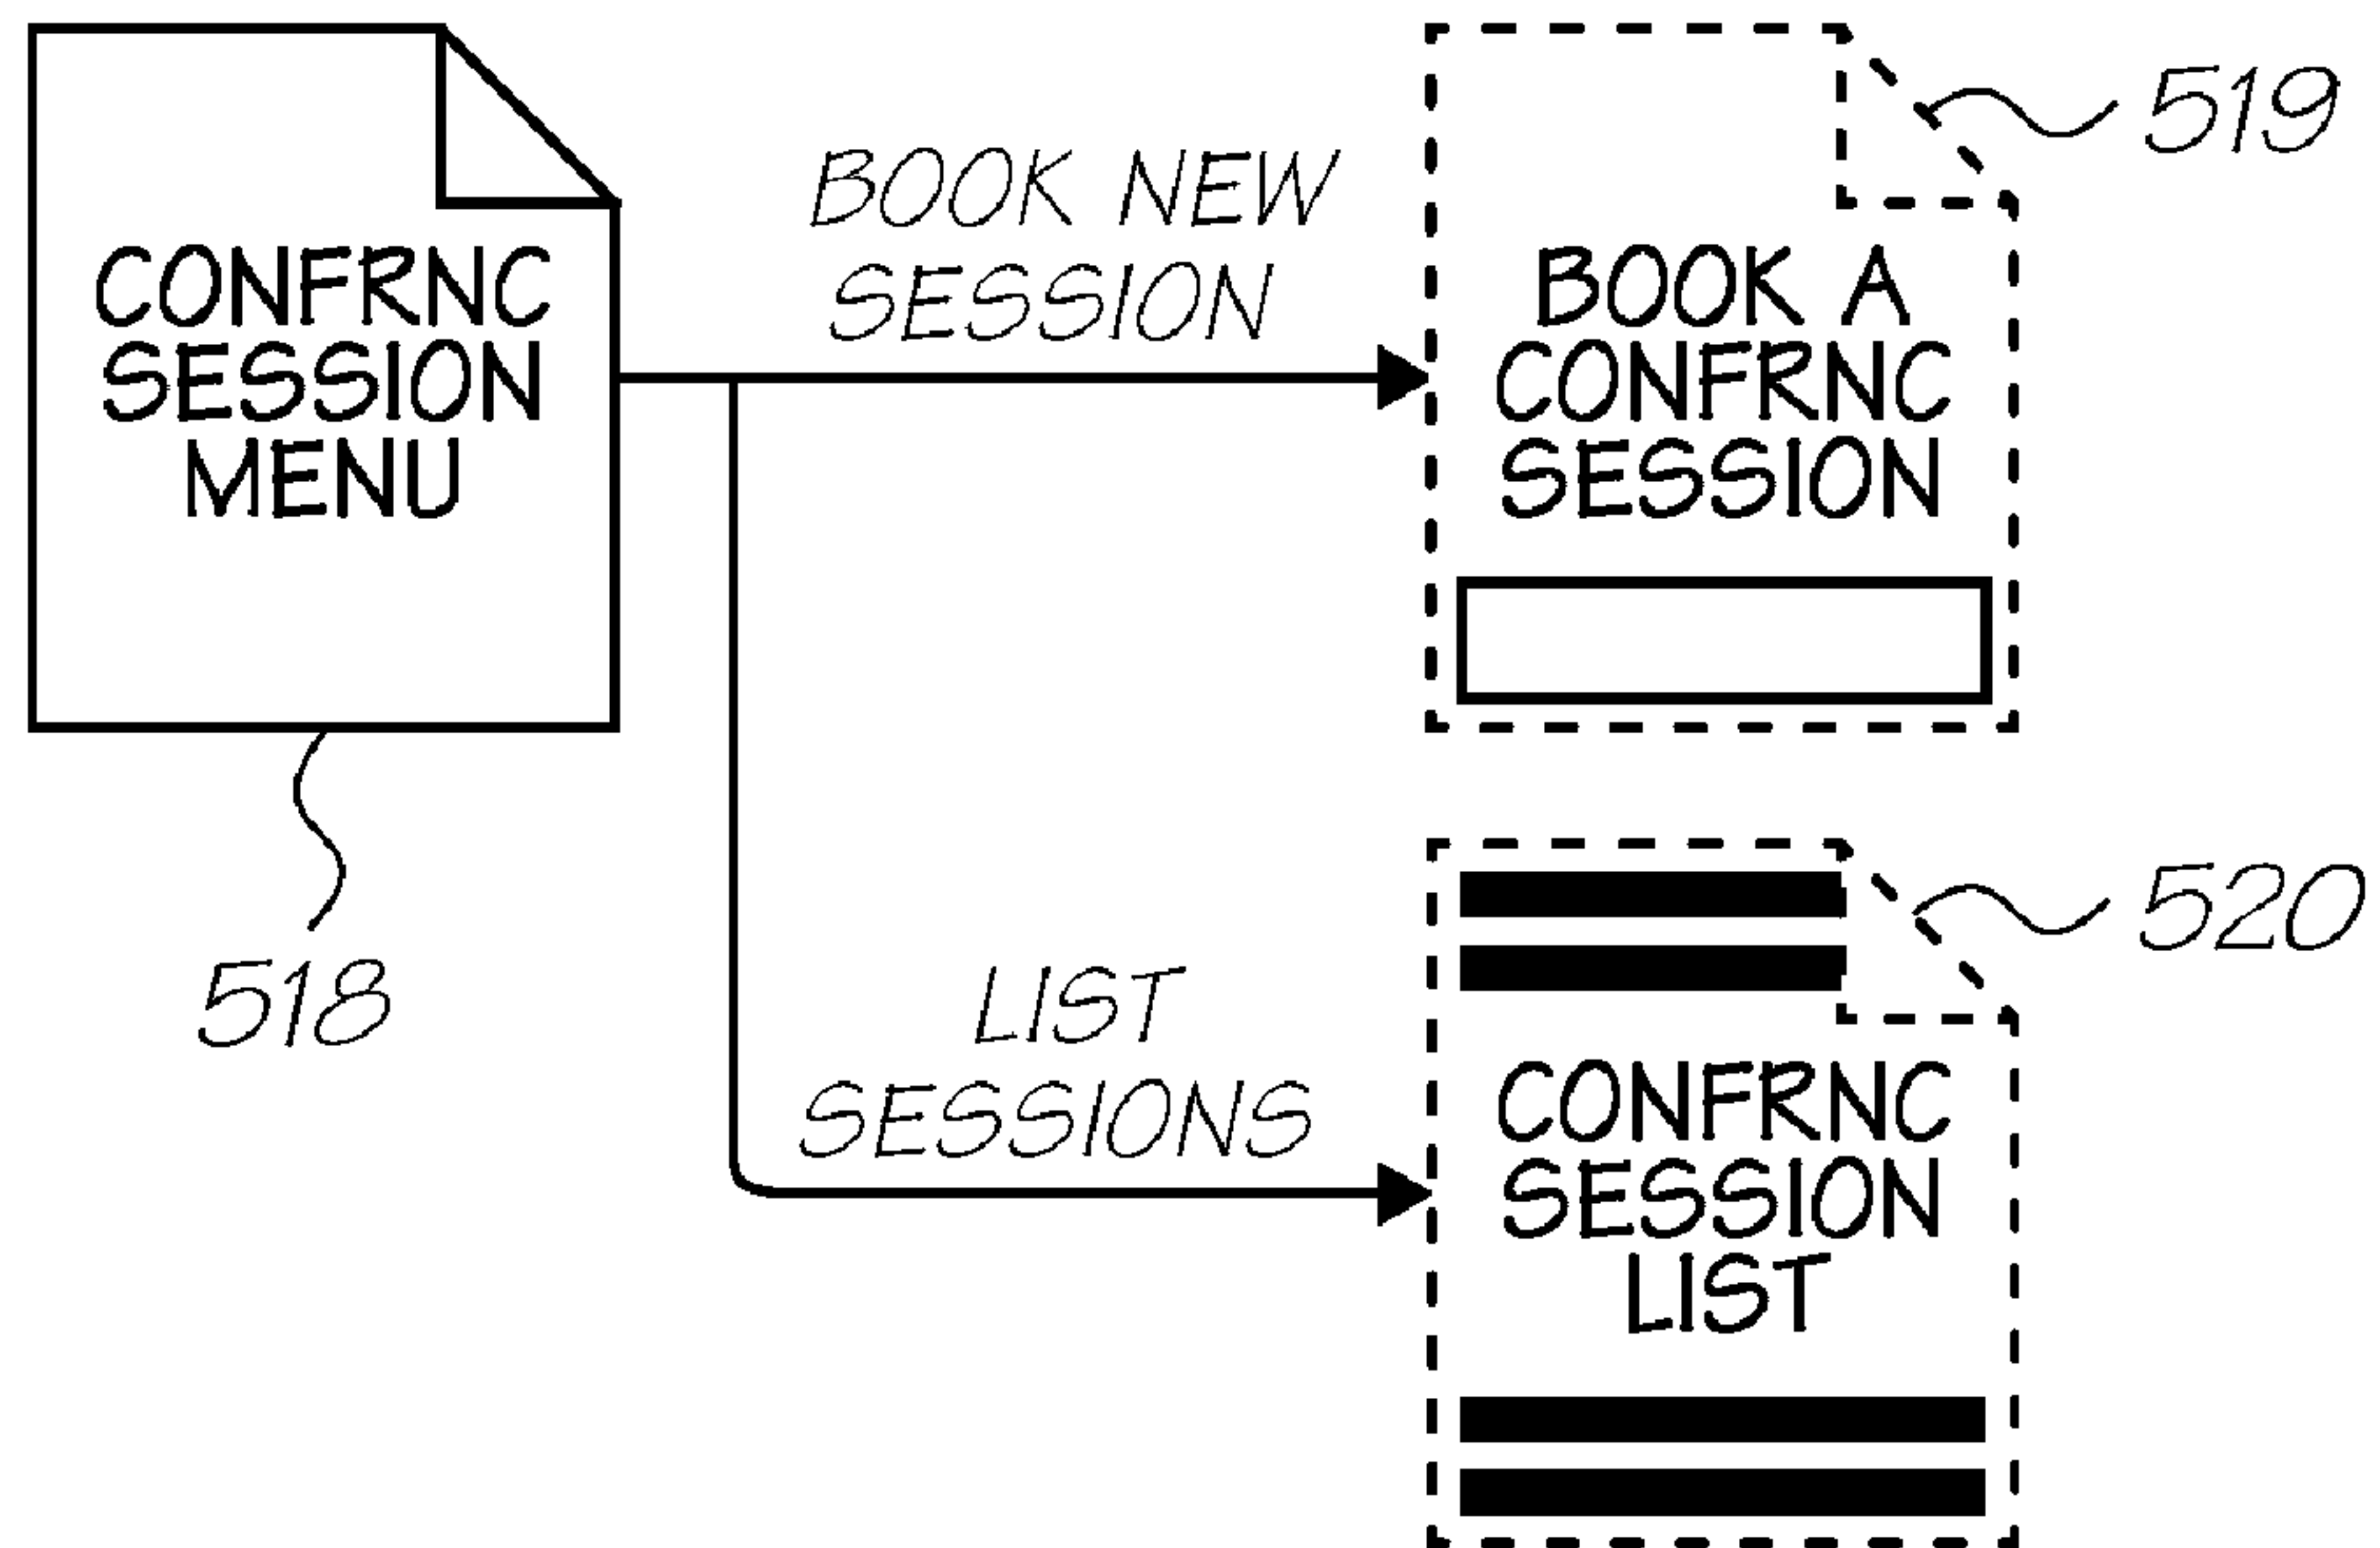 CONFRNC
SESSION
MENU
518
BOOK NEW
SESSION
BOOK A
CONFRNC
SESSION
519
LIST
SESSIONS
CONFRNC
SESSION
LIST
520